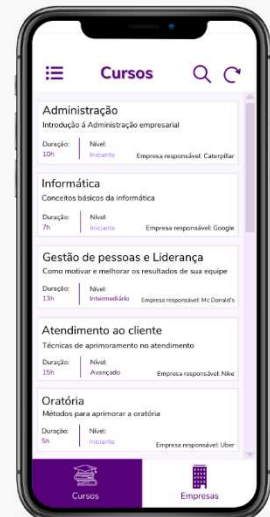 Cursos
Administração
Introdução á Administração empresarial
Duração: Nível:
10h Iniciante Empresa responsável: Caterpillar
Informática
Conceitos básicos da informática
Duração: Nível:
7h Iniciante Empresa responsável: Google
Gestão de pessoas e Liderança
Como motivar e melhorar os resultados de sua equipe
Duração: Nível:
13h Intermediário Empresa responsável: Mc Donald's
Atendimento ao cliente
Técnicas de aprimoramento no atendimento
Duração: Nível:
15h Avançado Empresa responsável: Nike
Oratória
Métodos para aprimorar a oratória
Duração: Nível:
5h Iniciante Empresa responsável: Uber
Cursos Empresas